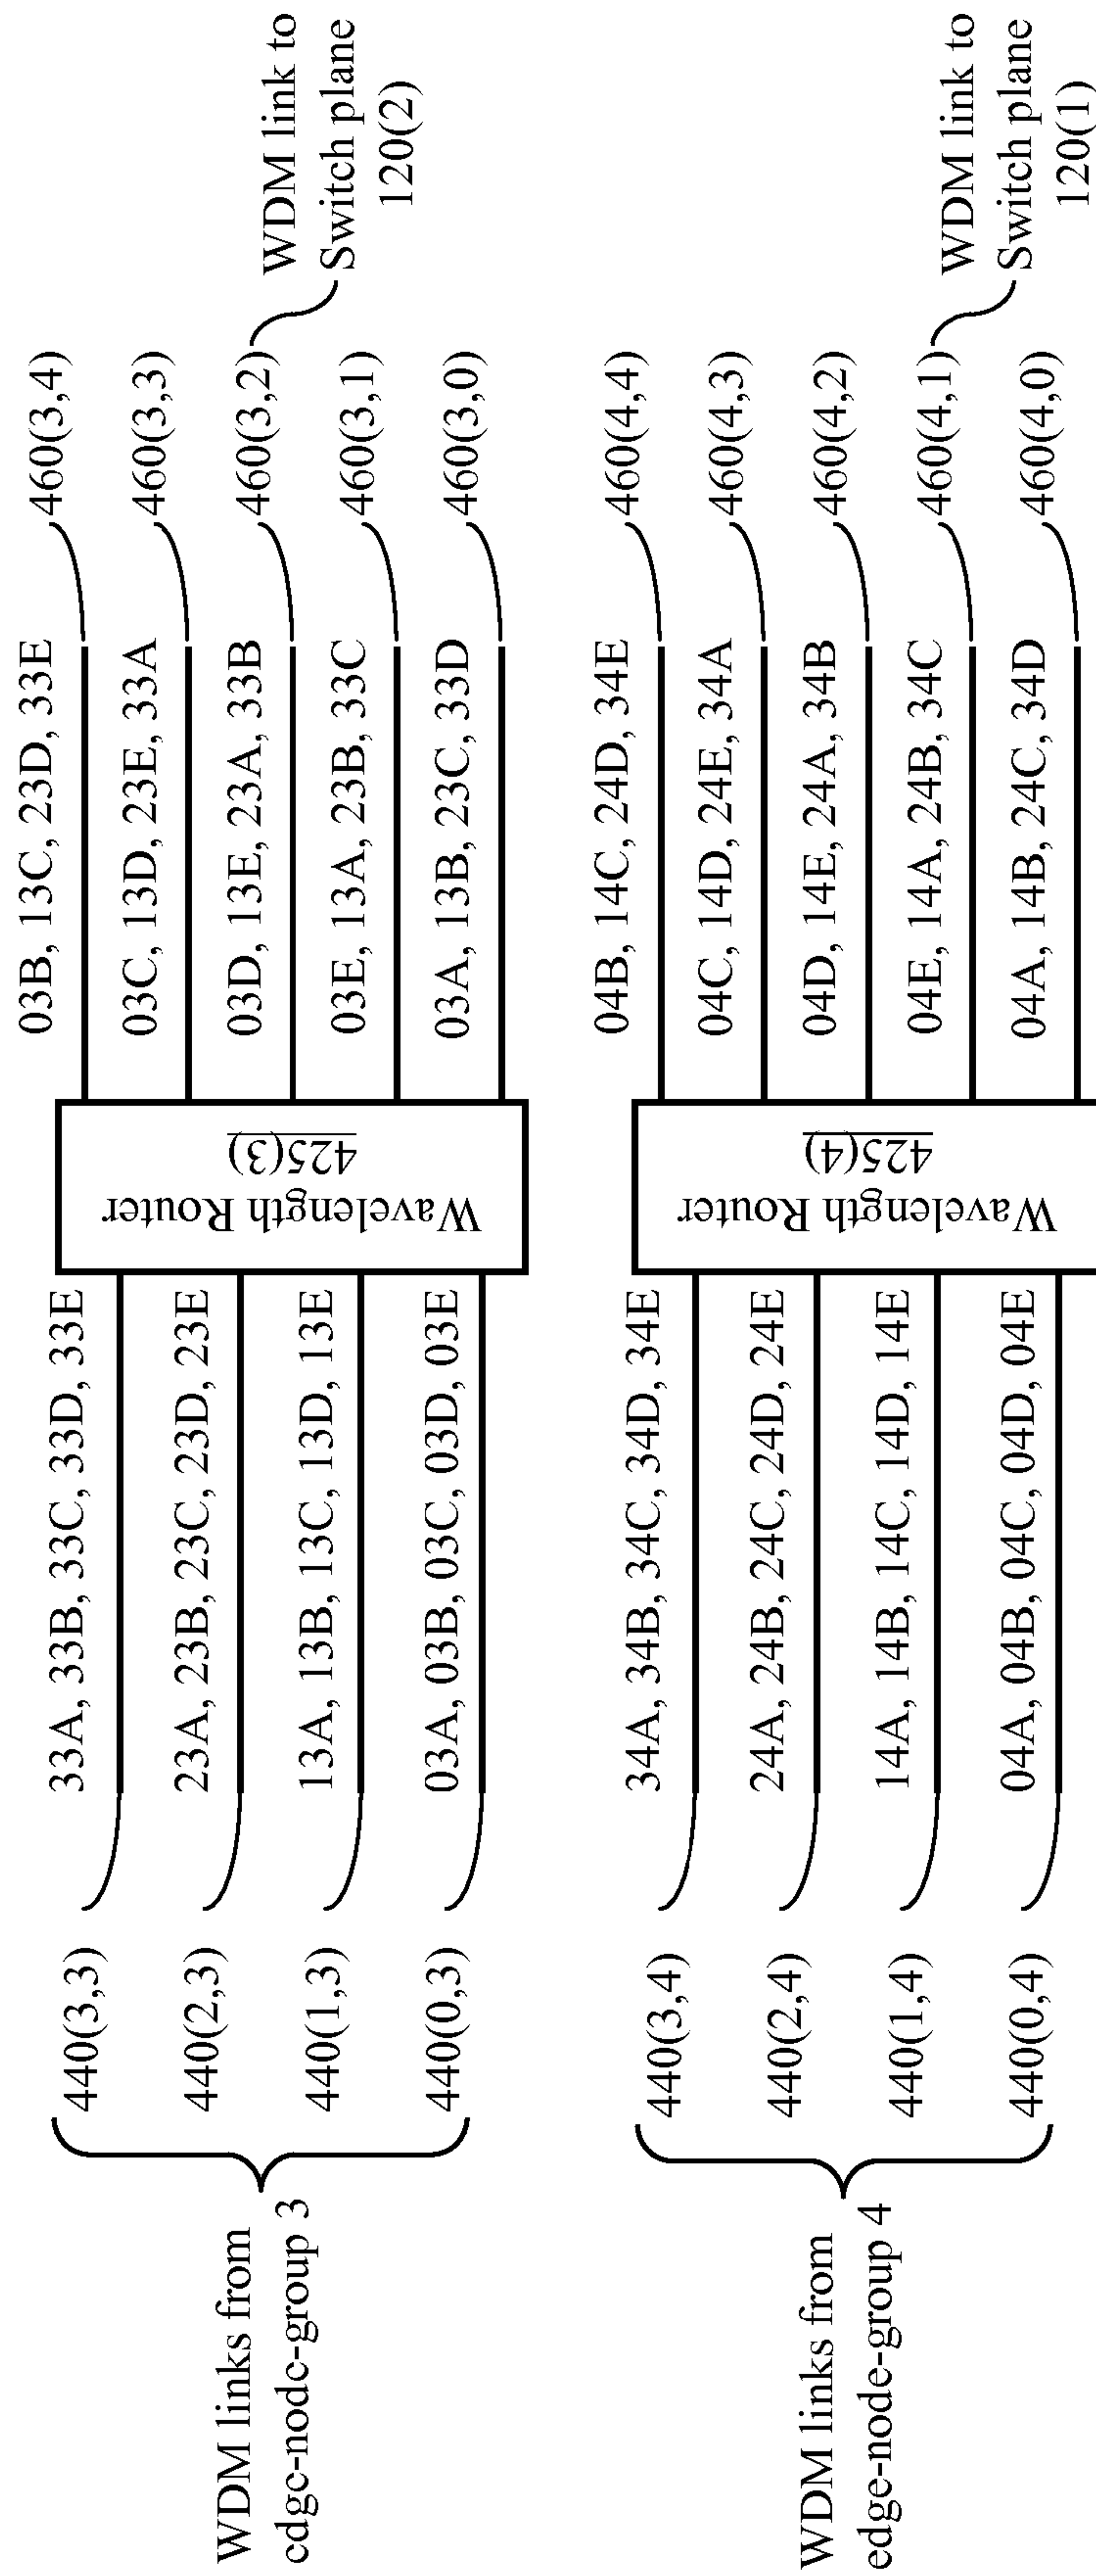 WDM links from
edge-node-group 3
440(3,3)
440(2,3)
440(1,3)
440(0,3)
33A, 33B, 33C, 33D, 33E
23A, 23B, 23C, 23D, 23E
13A, 13B, 13C, 13D, 13E
03A, 03B, 03C, 03D, 03E
Wavelength Router
425(3)
03B, 13C, 23D, 33E
03C, 13D, 23E, 33A
03D, 13E, 23A, 33B
03E, 13A, 23B, 33C
03A, 13B, 23C, 33D
460(3,4)
460(3,3)
460(3,2)
460(3,1)
460(3,0)
WDM link to
Switch plane
120(2)
WDM links from
edge-node-group 4
440(3,4)
440(2,4)
440(1,4)
440(0,4)
34A, 34B, 34C, 34D, 34E
24A, 24B, 24C, 24D, 24E
14A, 14B, 14C, 14D, 14E
04A, 04B, 04C, 04D, 04E
Wavelength Router
425(4)
04B, 14C, 24D, 34E
04C, 14D, 24E, 34A
04D, 14E, 24A, 34B
04E, 14A, 24B, 34C
04A, 14B, 24C, 34D
460(4,4)
460(4,3)
460(4,2)
460(4,1)
460(4,0)
WDM link to
Switch plane
120(1)